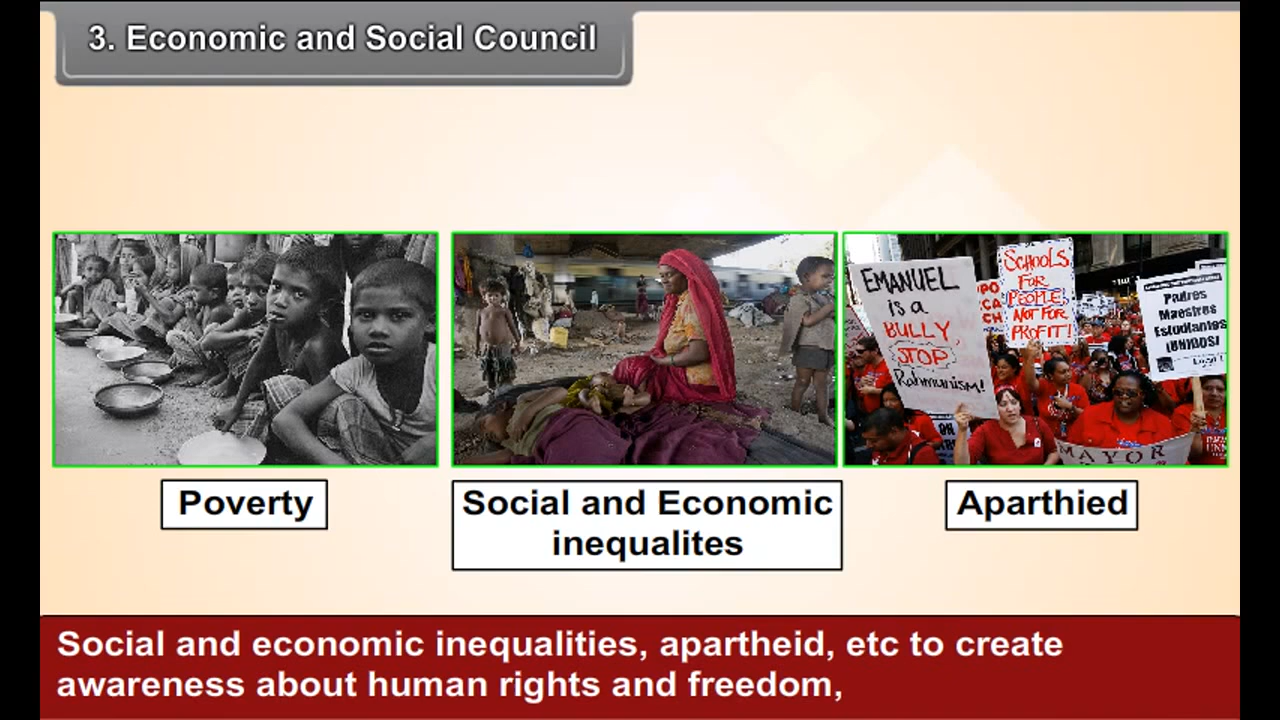 3. Economic and Social Council
EMANUEL
is a
BULLY,
STOP
Rahmunism!
SCHOOLS
FOR
PEOPLE,
NOT FOR
PROFIT!
Padres
Maestros
Estudiantes
¡UNIDOS!
MAYOR
Poverty
Social and Economic
inequalites
Aparthied
Social and economic inequalities, apartheid, etc to create
awareness about human rights and freedom,